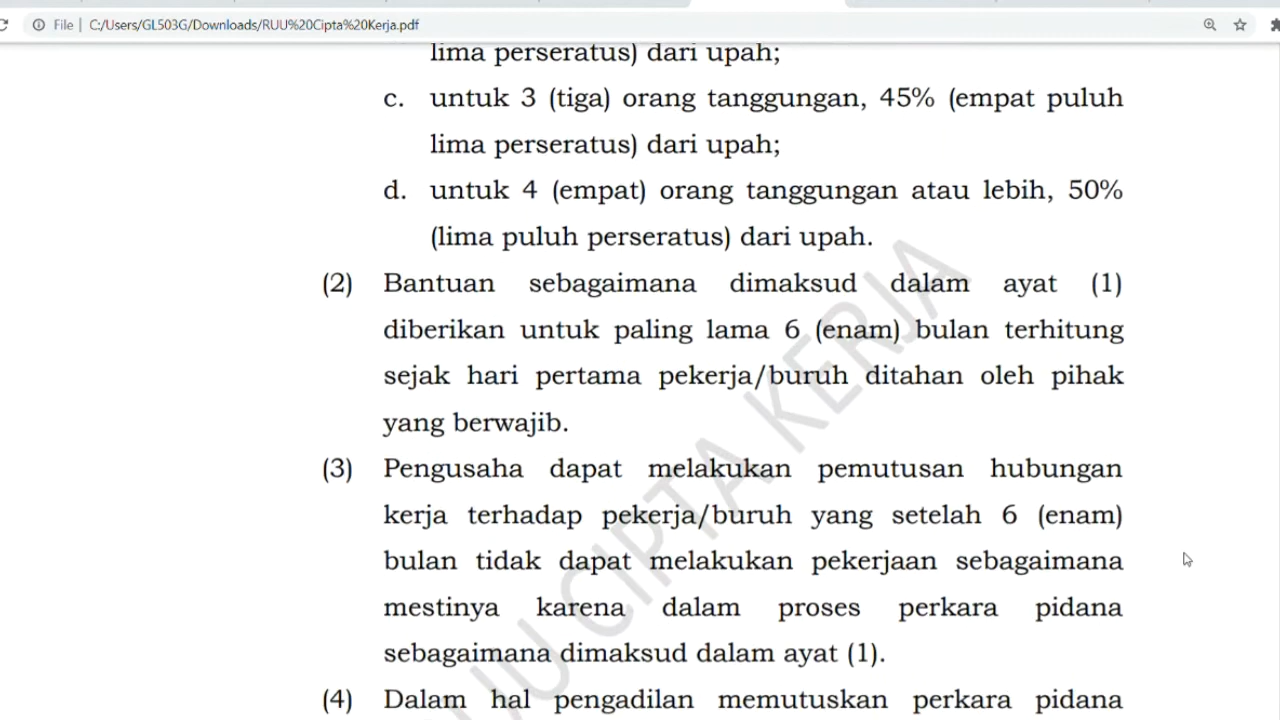 File | C:/Users/GL503G/Downloads/RUU%20Cipta%20Kerja.pdf
lima perseratus) dari upah;
c. untuk 3 (tiga) orang tanggungan, 45% (empat puluh
lima perseratus) dari upah;
d. untuk 4 (empat) orang tanggungan atau lebih, 50%
(lima puluh perseratus) dari upah.
(2) Bantuan sebagaimana dimaksud dalam ayat (1)
diberikan untuk paling lama 6 (enam) bulan terhitung
sejak hari pertama pekerja/buruh ditahan oleh pihak
yang berwajib.
(3) Pengusaha dapat melakukan pemutusan hubungan
kerja terhadap pekerja/buruh yang setelah 6 (enam)
bulan tidak dapat melakukan pekerjaan sebagaimana
mestinya karena dalam proses perkara pidana
sebagaimana dimaksud dalam ayat (1).
(4) Dalam hal pengadilan memutuskan perkara pidana
RUU CIPTA KERJA